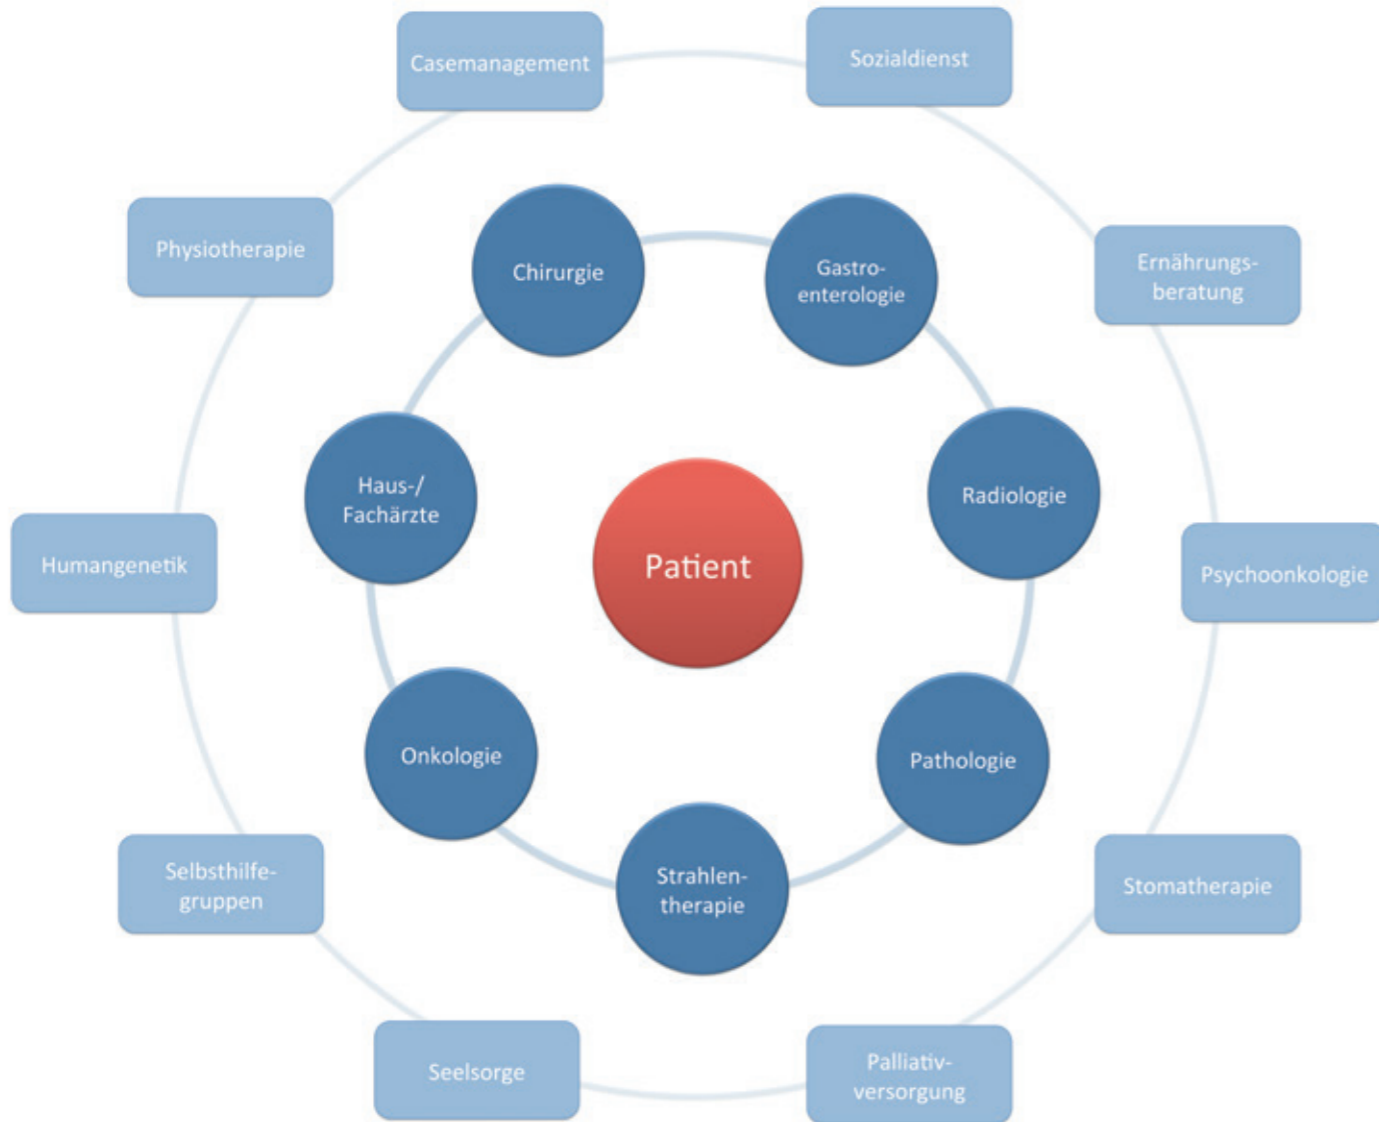 Casemanagement
Sozialdienst
Physiotherapie
Ernährungs-
beratung
Chirurgie
Gastro-
enterologie
Haus-/
Fachärzte
Radiologie
Patient
Humangenetik
Psychoonkologie
Onkologie
Pathologie
Strahlen-
therapie
Selbsthilfe-
gruppen
Stomatherapie
Seelsorge
Palliativ-
versorgung